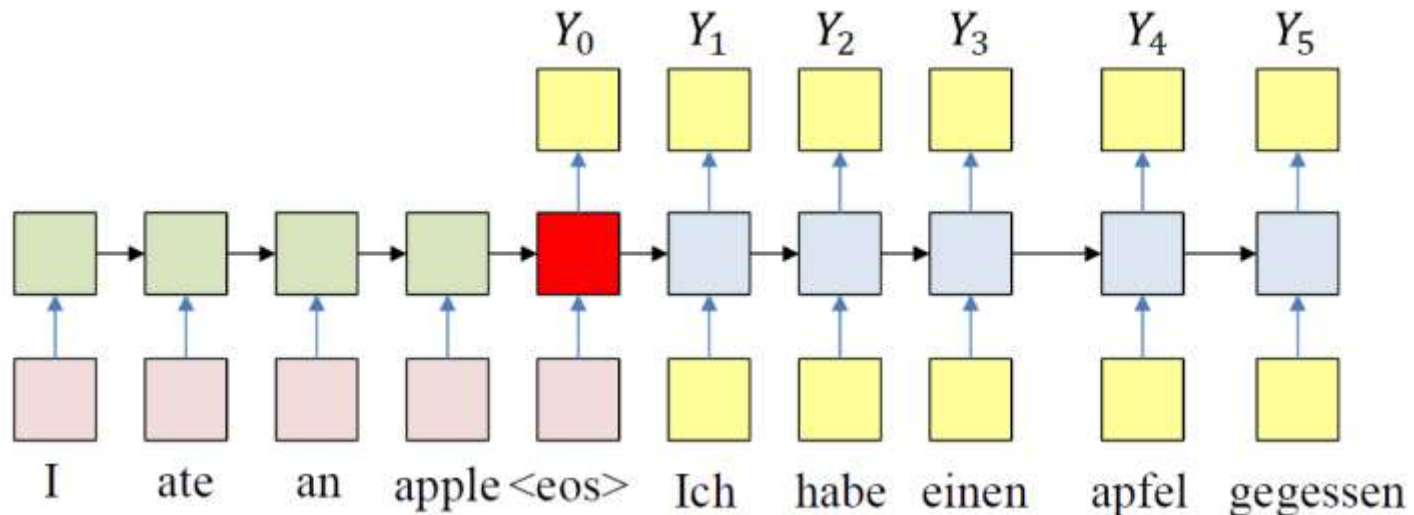 Y₀ Y₁ Y₂ Y₃ Y₄ Y₅
I ate an apple <eos> Ich habe einen apfel gegessen